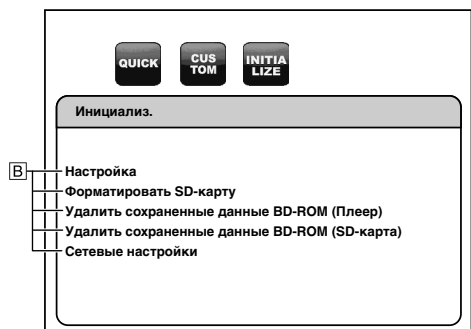 QUICK
CUS
TOM
INITIA
LIZE
Инициализ.
B
Настройка
Форматировать SD-карту
Удалить сохраненные данные BD-ROM (Плеер)
Удалить сохраненные данные BD-ROM (SD-карта)
Сетевые настройки